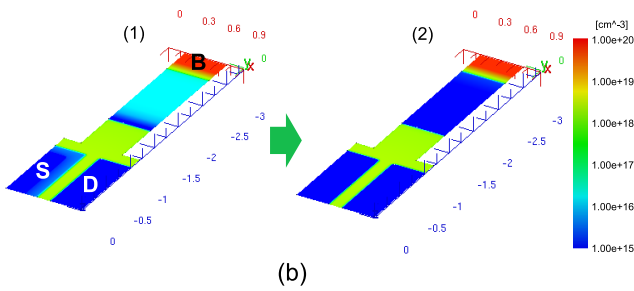 (1)
0
0.3
0.6
0.9
B
Y
X
0
-3
-2.5
-2
-1.5
-1
-0.5
0
S
D
(2)
0
0.3
0.6
0.9
Y
X
0
-3
-2.5
-2
-1.5
-1
-0.5
0
[cm^-3]
1.00e+20
1.00e+19
1.00e+18
1.00e+17
1.00e+16
1.00e+15
(b)